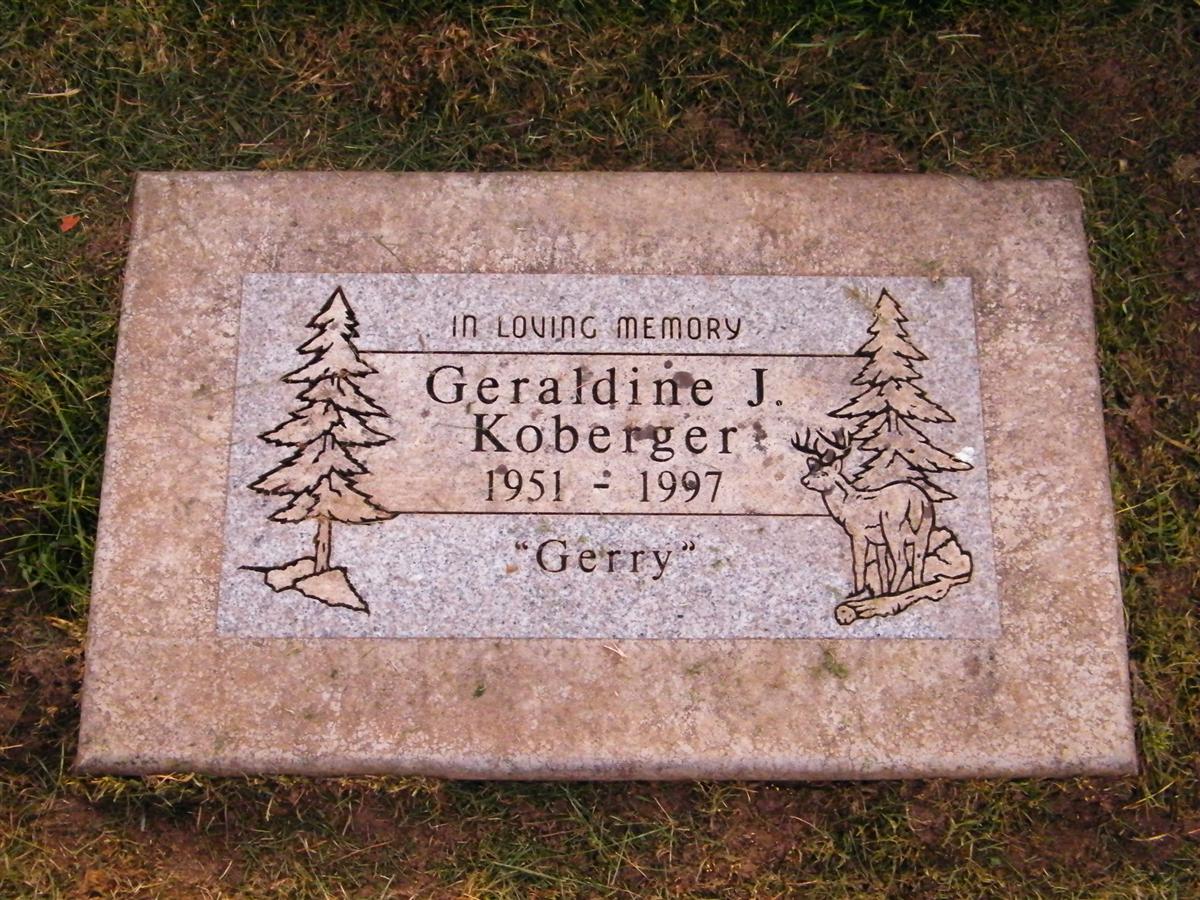 IN LOVING MEMORY
Geraldine J.
Koberger
1951 - 1997
"Gerry"